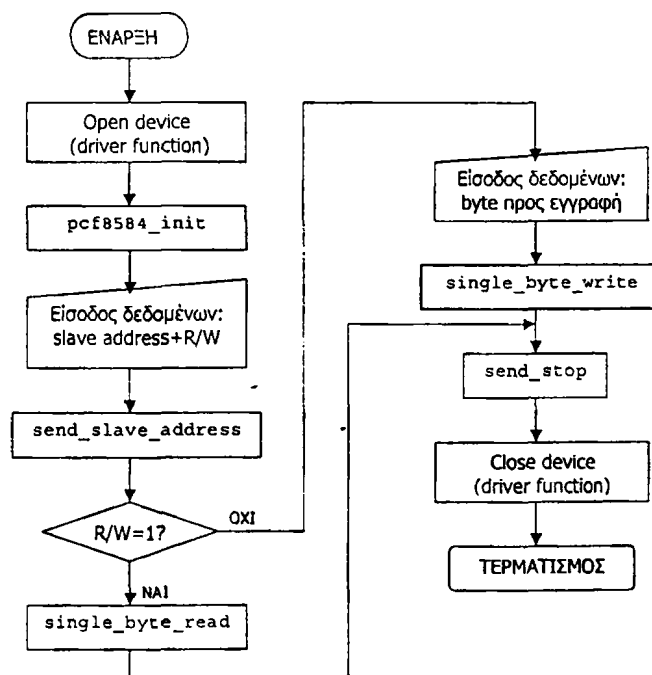 ΕΝΑΡΞΗ
Open device
(driver function)
pcf8584_init
Είσοδος δεδομένων:
slave address+R/W
send_slave_address
R/W=1?
ΟΧΙ
ΝΑΙ
single_byte_read
Είσοδος δεδομένων:
byte προς εγγραφή
single_byte_write
send_stop
Close device
(driver function)
ΤΕΡΜΑΤΙΣΜΟΣ